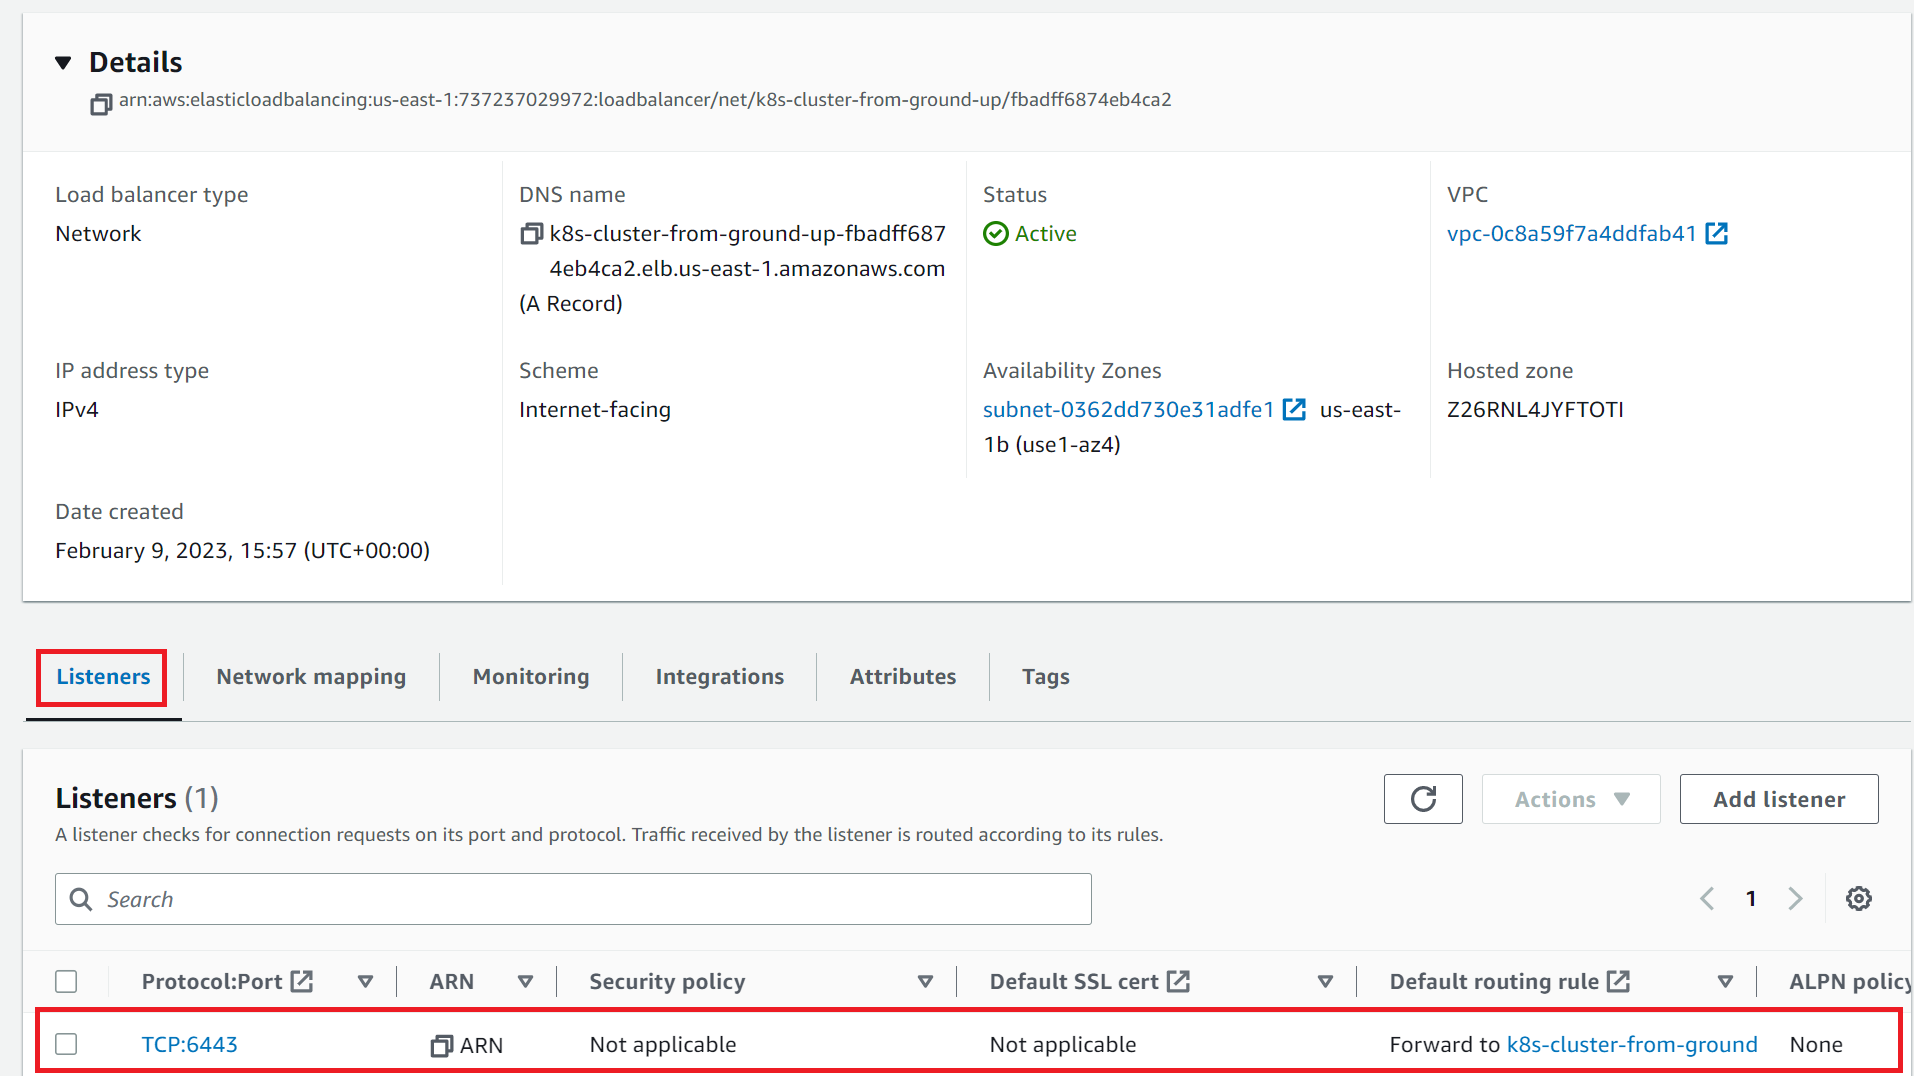 Details
arn:aws:elasticloadbalancing:us-east-1:737237029972:loadbalancer/net/k8s-cluster-from-ground-up/fbadff6874eb4ca2
Load balancer type
Network
DNS name
k8s-cluster-from-ground-up-fbadff687
4eb4ca2.elb.us-east-1.amazonaws.com
(A Record)
Status
Active
VPC
vpc-0c8a59f7a4ddfab41
IP address type
IPv4
Scheme
Internet-facing
Availability Zones
subnet-0362dd730e31adfe1 us-east-
1b (use1-az4)
Hosted zone
Z26RNL4JYFTOTI
Date created
February 9, 2023, 15:57 (UTC+00:00)
Listeners Network mapping Monitoring Integrations Attributes Tags
Listeners (1)
A listener checks for connection requests on its port and protocol. Traffic received by the listener is routed according to its rules.
Actions Add listener
Search
1
Protocol:Port ARN Security policy Default SSL cert Default routing rule ALPN policy
TCP:6443 ARN Not applicable Not applicable Forward to k8s-cluster-from-ground None